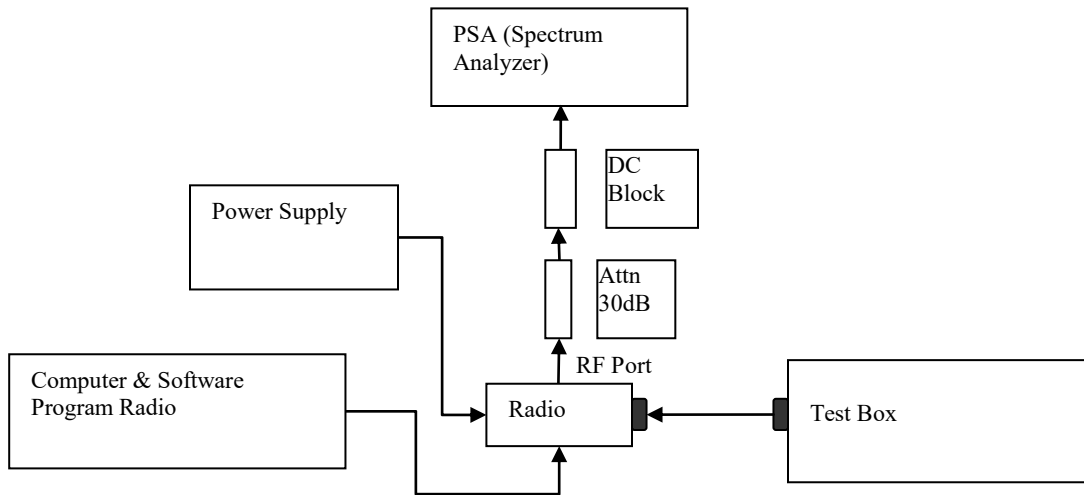 PSA (Spectrum
Analyzer)
DC
Block
Power Supply
Attn
30dB
RF Port
Computer & Software
Program Radio
Radio
Test Box